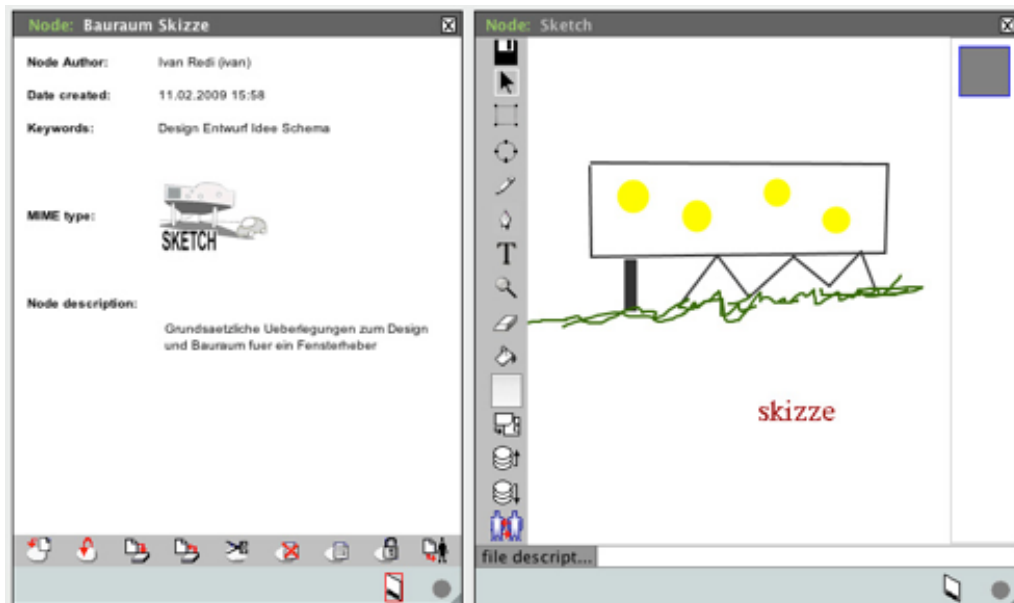 Node: Bauraum Skizze
Node Author: Ivan Redi (ivan)
Date created: 11.02.2009 15:58
Keywords: Design Entwurf Idee Schema
MIME type:
SKETCH
Node description:
Grundsaetzliche Ueberlegungen zum Design
und Bauraum fuer ein Fensterheber
Node: Sketch
T
skizze
file descript...